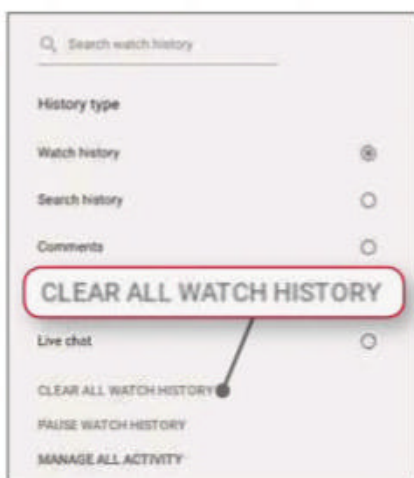 Search watch history
History type
Watch history
Search history
Comments
CLEAR ALL WATCH HISTORY
Live chat
CLEAR ALL WATCH HISTORY
PAUSE WATCH HISTORY
MANAGE ALL ACTIVITY